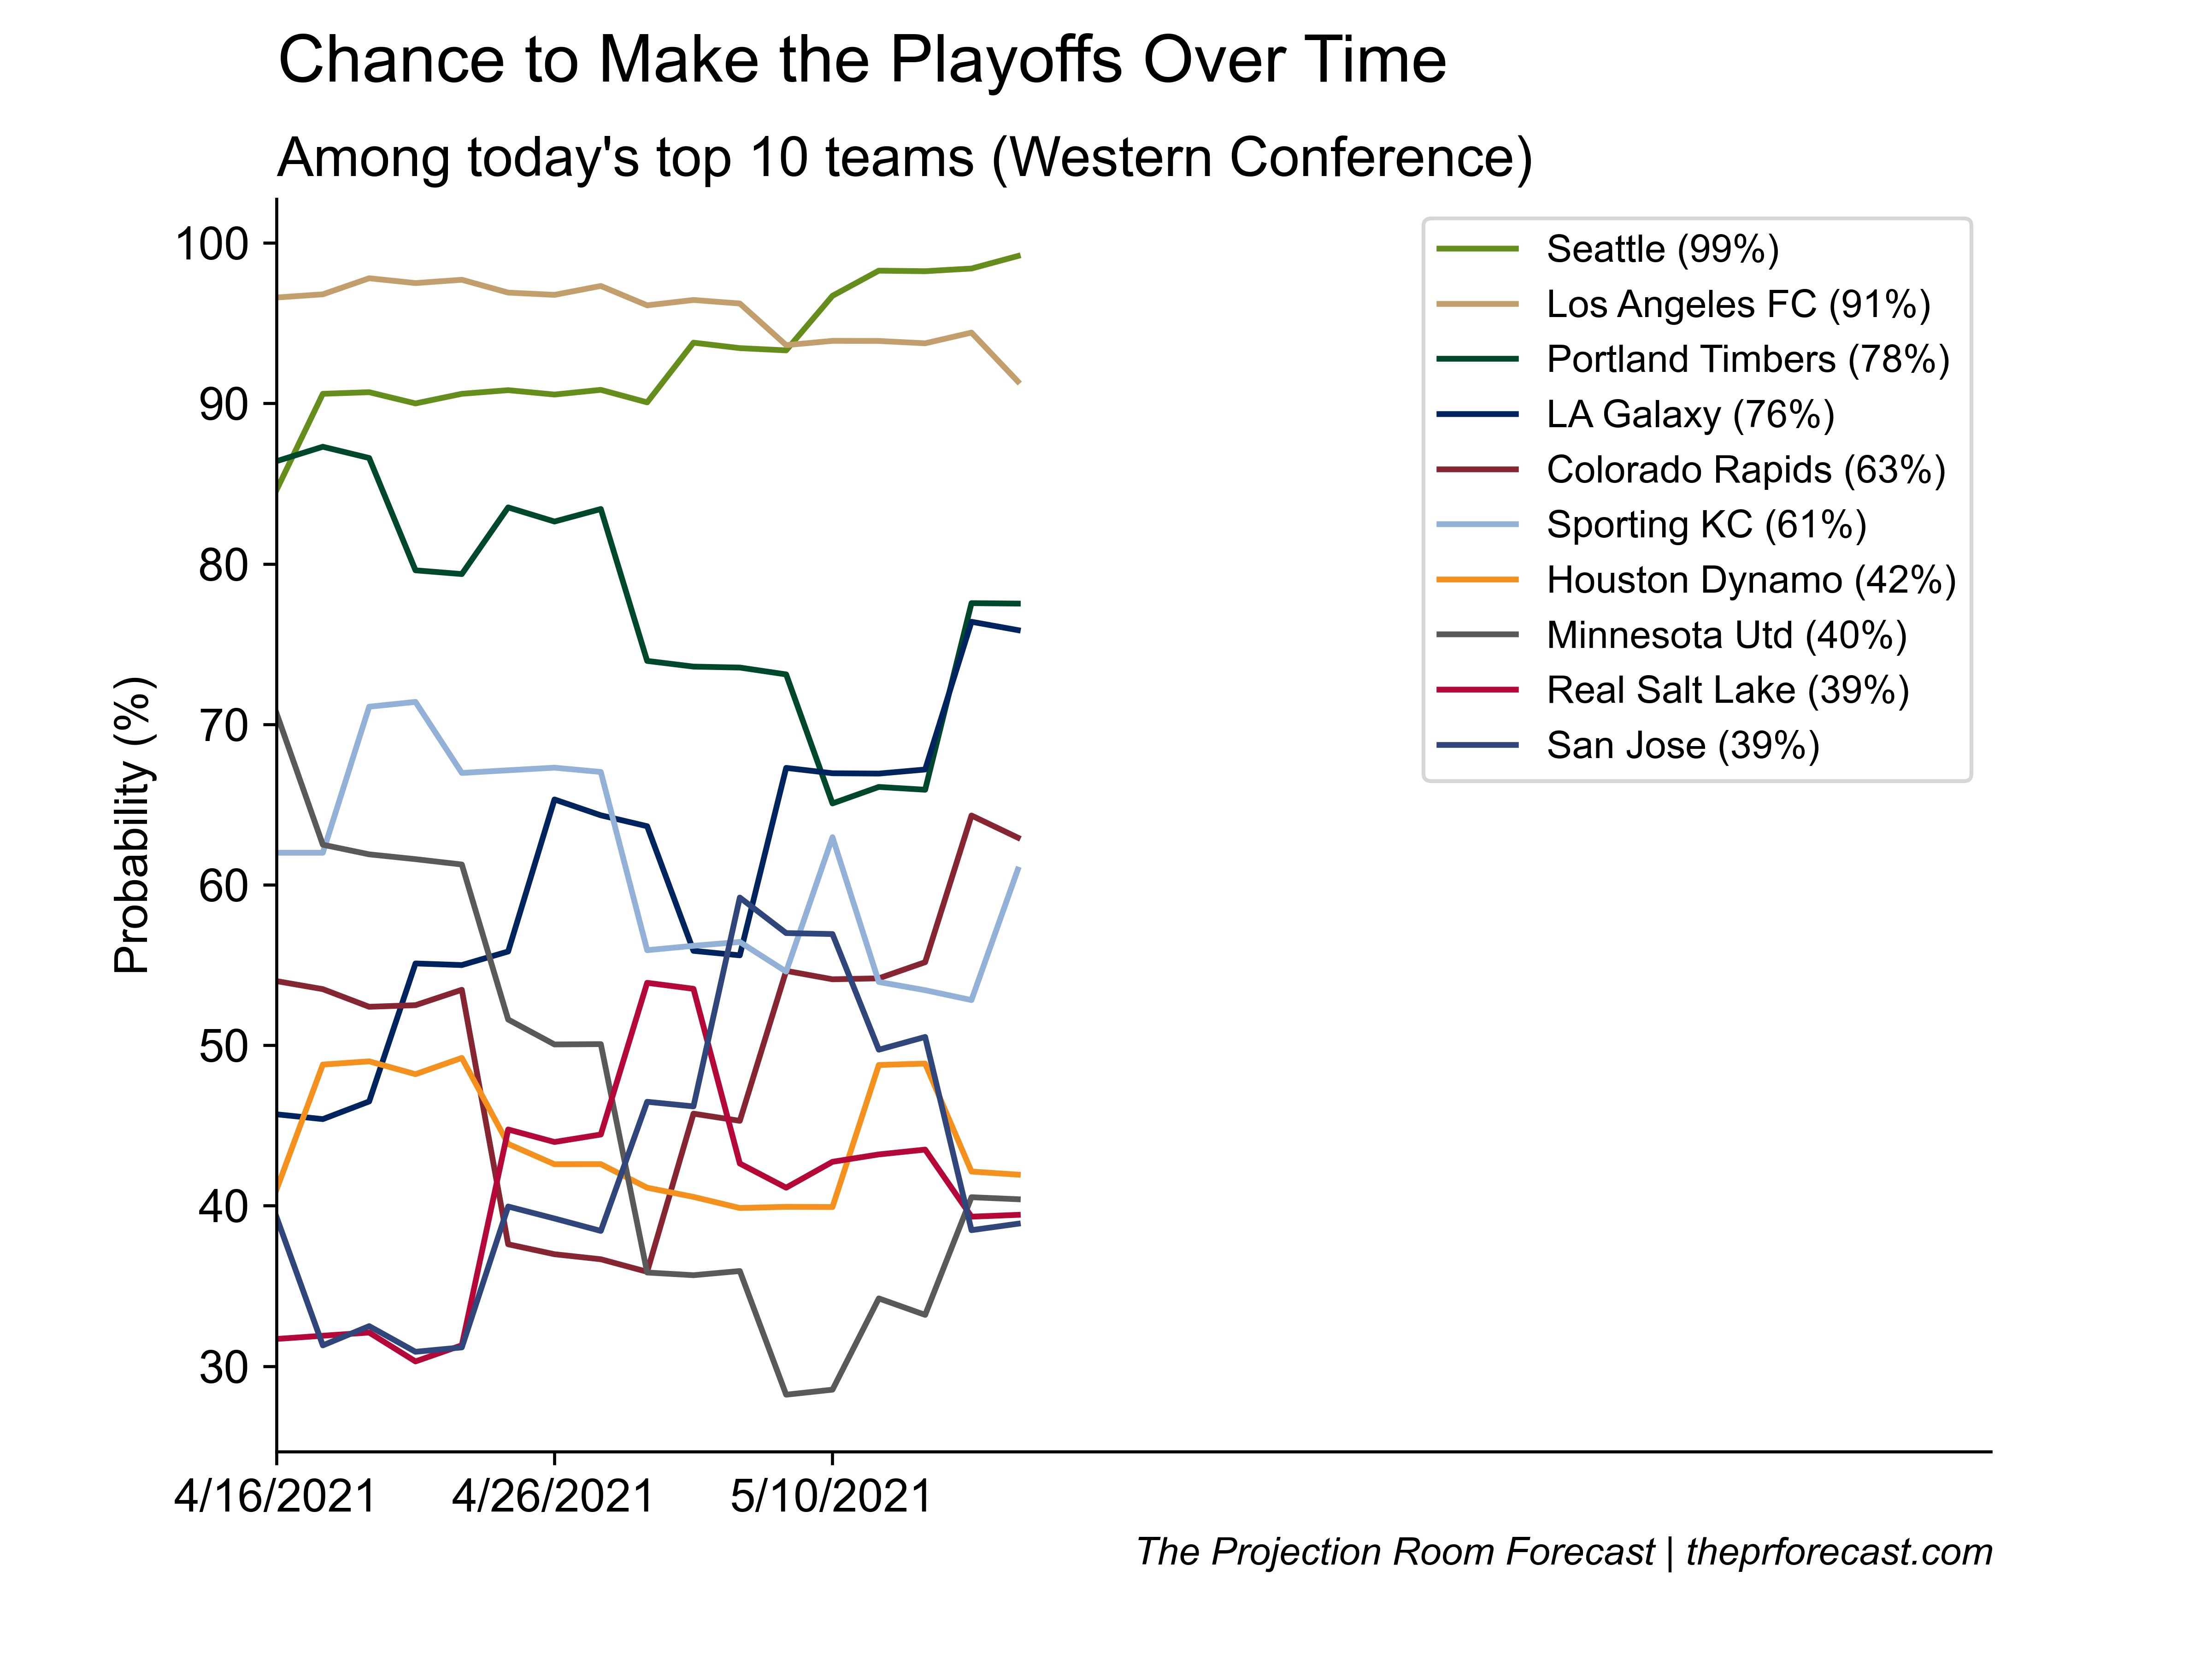 Chance to Make the Playoffs Over Time
Among today's top 10 teams (Western Conference)
Probability (%)
100
90
80
70
60
50
40
30
Seattle (99%)
Los Angeles FC (91%)
Portland Timbers (78%)
LA Galaxy (76%)
Colorado Rapids (63%)
Sporting KC (61%)
Houston Dynamo (42%)
Minnesota Utd (40%)
Real Salt Lake (39%)
San Jose (39%)
4/16/2021 4/26/2021 5/10/2021
The Projection Room Forecast | theprforecast.com